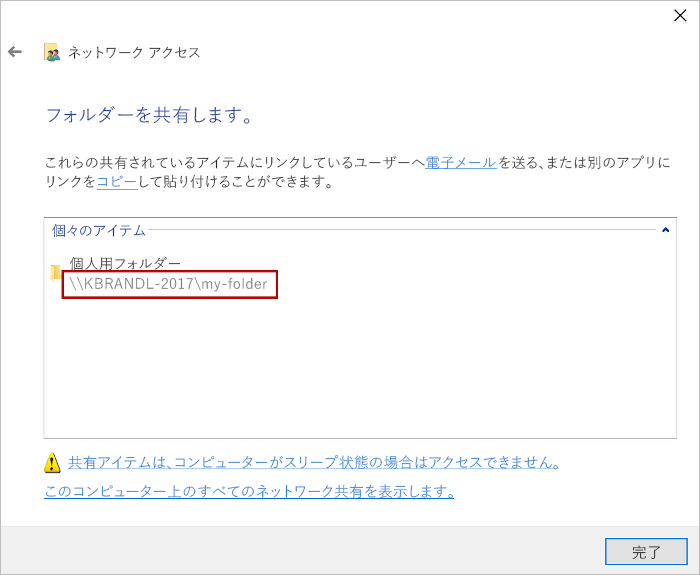 ネットワーク アクセス
フォルダーを共有します。
これらの共有されているアイテムにリンクしているユーザーへ電子メールを送る、または別のアプリに
リンクをコピーして貼り付けることができます。
個々のアイテム
個人用フォルダー
\\KBRANDL-2017\my-folder
共有アイテムは、コンピューターがスリープ状態の場合はアクセスできません。
このコンピューター上のすべてのネットワーク共有を表示します。
完了